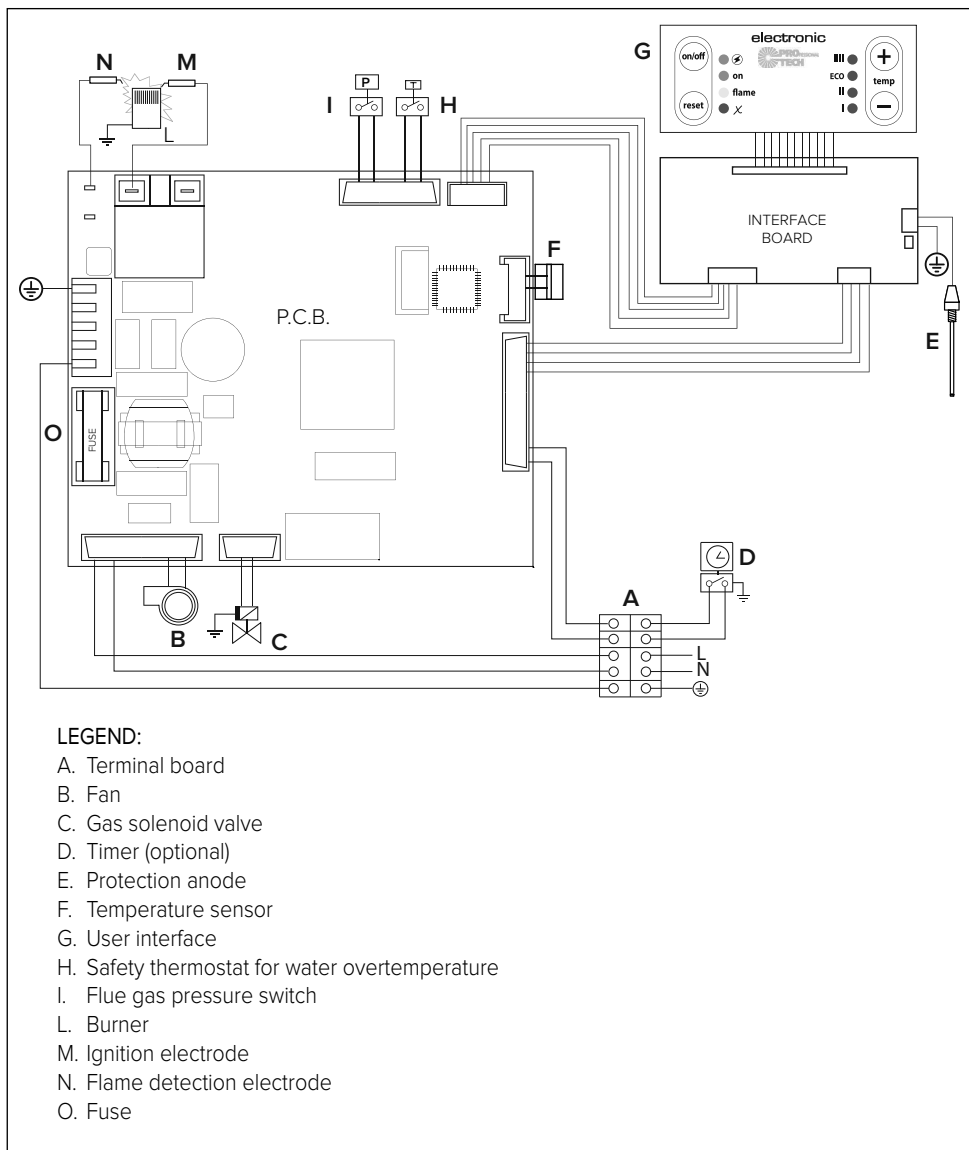 electronic
N M
G
on/off
PROFESSIONAL
TECH
III
+
on
ECO
temp
flame
II
reset
I
−
P
T
I H
L
INTERFACE
BOARD
F
P.C.B.
E
O
FUSE
D
A
B C
L
N
LEGEND:
A. Terminal board
B. Fan
C. Gas solenoid valve
D. Timer (optional)
E. Protection anode
F. Temperature sensor
G. User interface
H. Safety thermostat for water overtemperature
I. Flue gas pressure switch
L. Burner
M. Ignition electrode
N. Flame detection electrode
O. Fuse